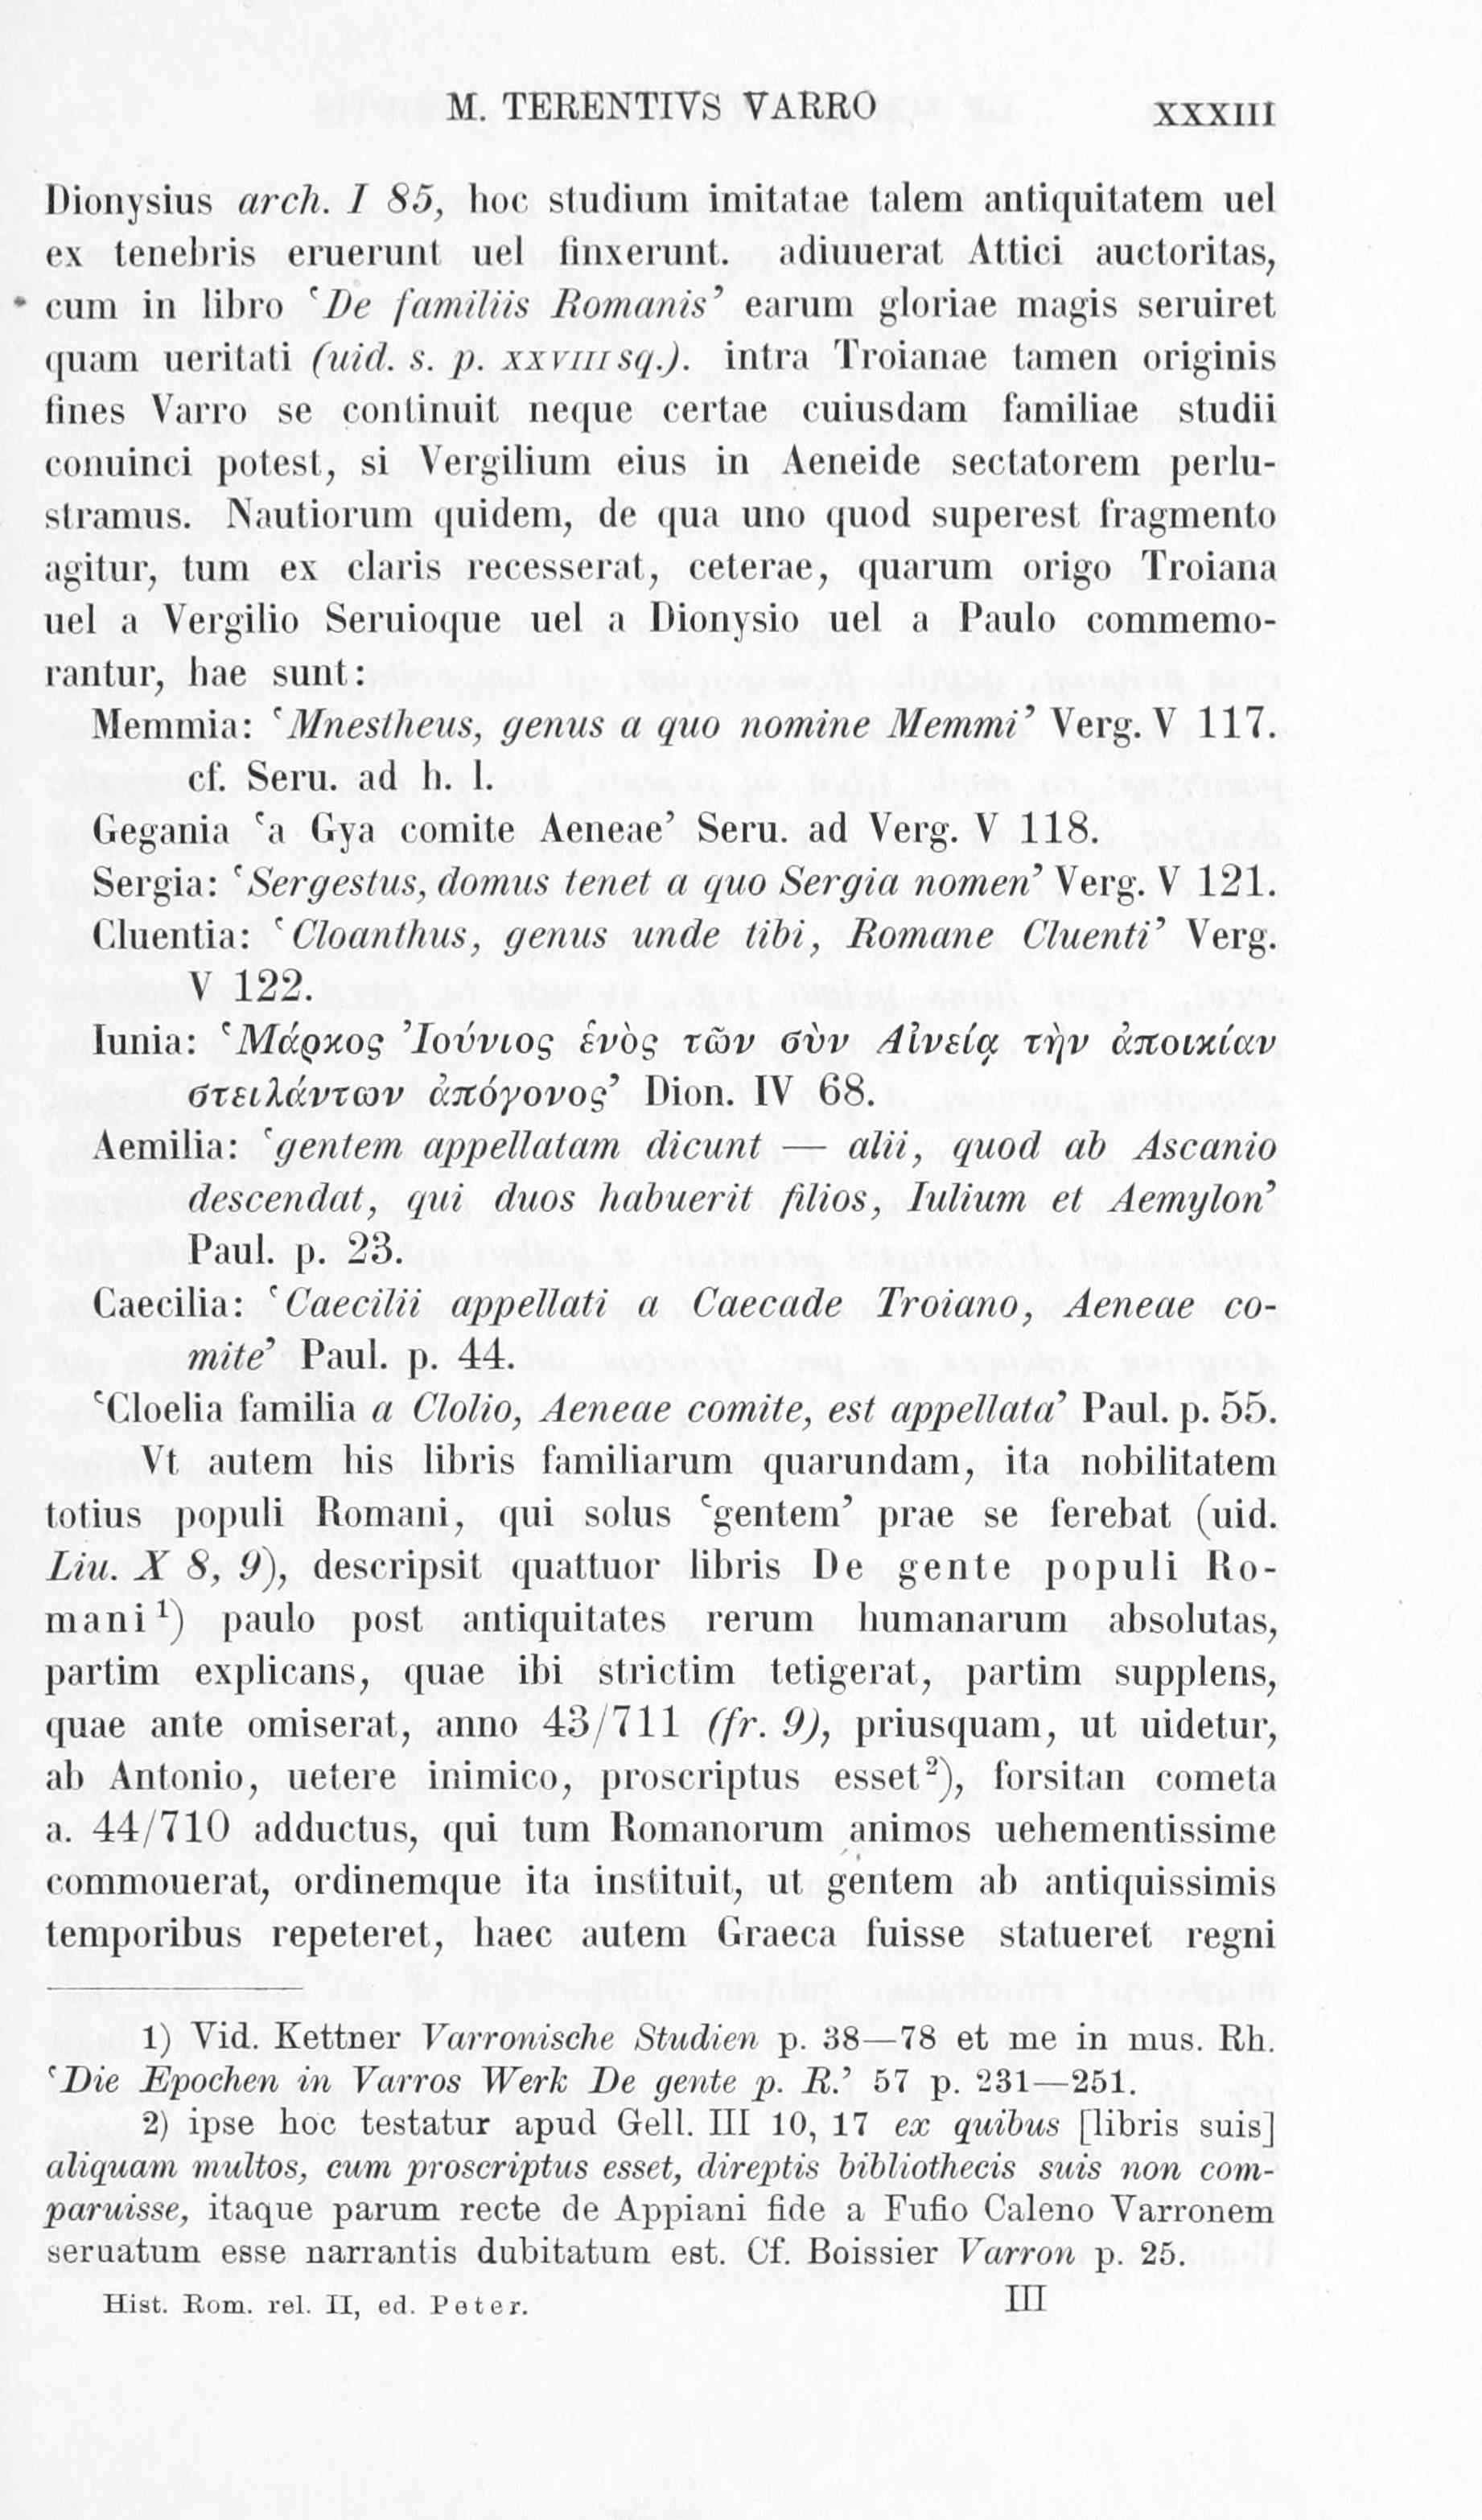 M. TERENTIVS VARRO XXXIII
Dionysius arch. I 85, hoc studium imitatae talem antiquitatem uel
ex tenebris eruerunt uel finxerunt. adiuuerat Attici auctoritas,
cum in libro ‘De familiis Romanis’ earum gloriae magis seruiret
quam ueritati (uid. s. p. XXVIII sq.). intra Troianae tamen originis
fines Varro se continuit neque certae cuiusdam familiae studii
conuinci potest, si Vergilium eius in Aeneide sectatorem perlu-
stramus. Nautiorum quidem, de qua uno quod superest fragmento
agitur, tum ex claris recesserat, ceterae, quarum origo Troiana
uel a Vergilio Seruioque uel a Dionysio uel a Paulo commemo-
rantur, hae sunt:
Memmia: ‘Mnestheus, genus a quo nomine Memmi’ Verg. V 117.
cf. Seru. ad h. l.
Gegania ‘a Gya comite Aeneae’ Seru. ad Verg. V 118.
Sergia: ‘Sergestus, domus tenet a quo Sergia nomen’ Verg. V 121.
Cluentia: ‘Cloanthus, genus unde tibi, Romane Cluenti’ Verg.
V 122.
Iunia: ‘Μάρκος Ἰούνιος ἑνὸς τῶν σὺν Αἰνείᾳ τὴν ἀποικίαν
στειλάντων ἀπόγονος’ Dion. IV 68.
Aemilia: ‘gentem appellatam dicunt — alii, quod ab Ascanio
descendat, qui duos habuerit filios, Iulium et Aemylon’
Paul. p. 23.
Caecilia: ‘Caecilii appellati a Caecade Troiano, Aeneae co-
mite’ Paul. p. 44.
‘Cloelia familia a Clolio, Aeneae comite, est appellata’ Paul. p. 55.
Vt autem his libris familiarum quarundam, ita nobilitatem
totius populi Romani, qui solus ‘gentem’ prae se ferebat (uid.
Liu. X 8, 9), descripsit quattuor libris De gente populi Ro-
mani ¹) paulo post antiquitates rerum humanarum absolutas,
partim explicans, quae ibi strictim tetigerat, partim supplens,
quae ante omiserat, anno 43/711 (fr. 9), priusquam, ut uidetur,
ab Antonio, uetere inimico, proscriptus esset ²), forsitan cometa
a. 44/710 adductus, qui tum Romanorum animos uehementissime
commouerat, ordinemque ita instituit, ut gentem ab antiquissimis
temporibus repeteret, haec autem Graeca fuisse statueret regni
1) Vid. Kettner Varronische Studien p. 38—78 et me in mus. Rh.
‘Die Epochen in Varros Werk De gente p. R.’ 57 p. 231—251.
2) ipse hoc testatur apud Gell. III 10, 17 ex quibus [libris suis]
aliquam multos, cum proscriptus esset, direptis bibliothecis suis non com-
paruisse, itaque parum recte de Appiani fide a Fufio Caleno Varronem
seruatum esse narrantis dubitatum est. Cf. Boissier Varron p. 25.
Hist. Rom. rel. II, ed. Peter. III